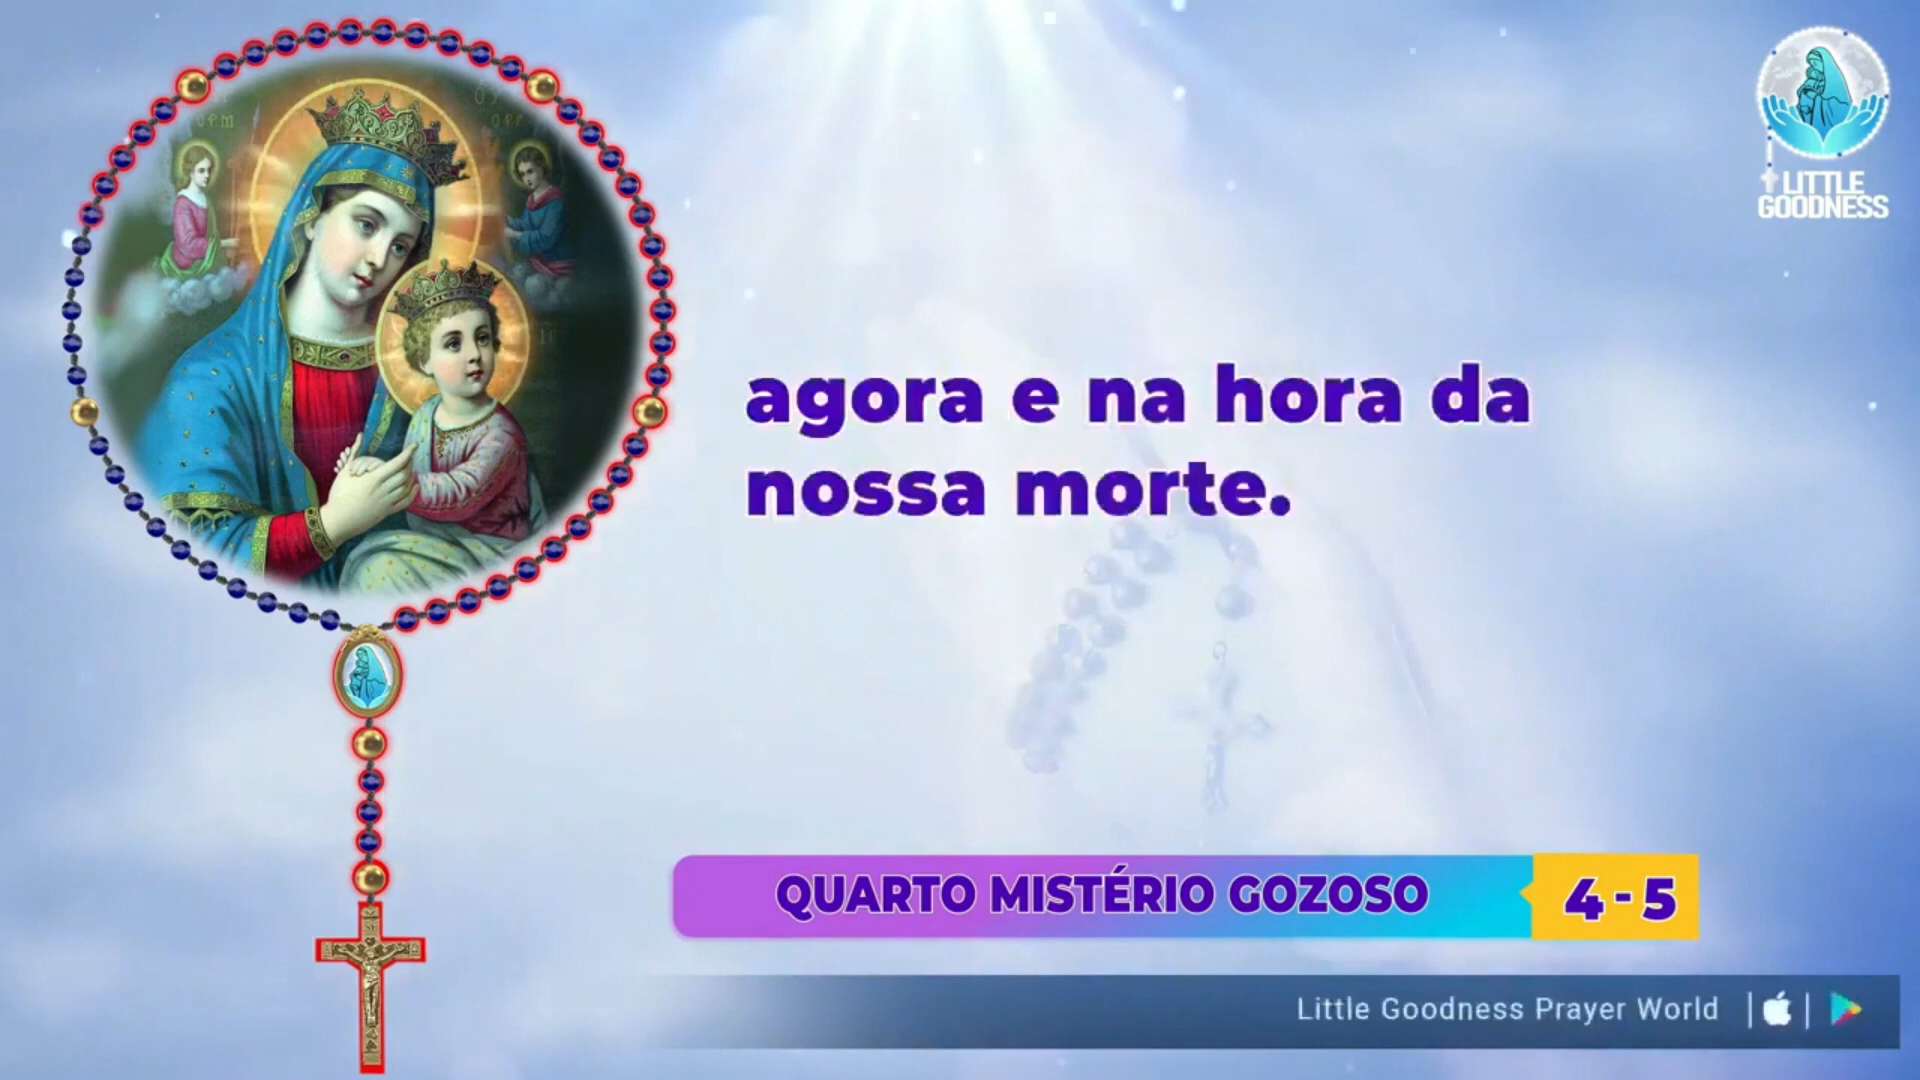 LITTLE
GOODNESS
agora e na hora da
nossa morte.
QUARTO MISTÉRIO GOZOSO
4-5
Little Goodness Prayer World